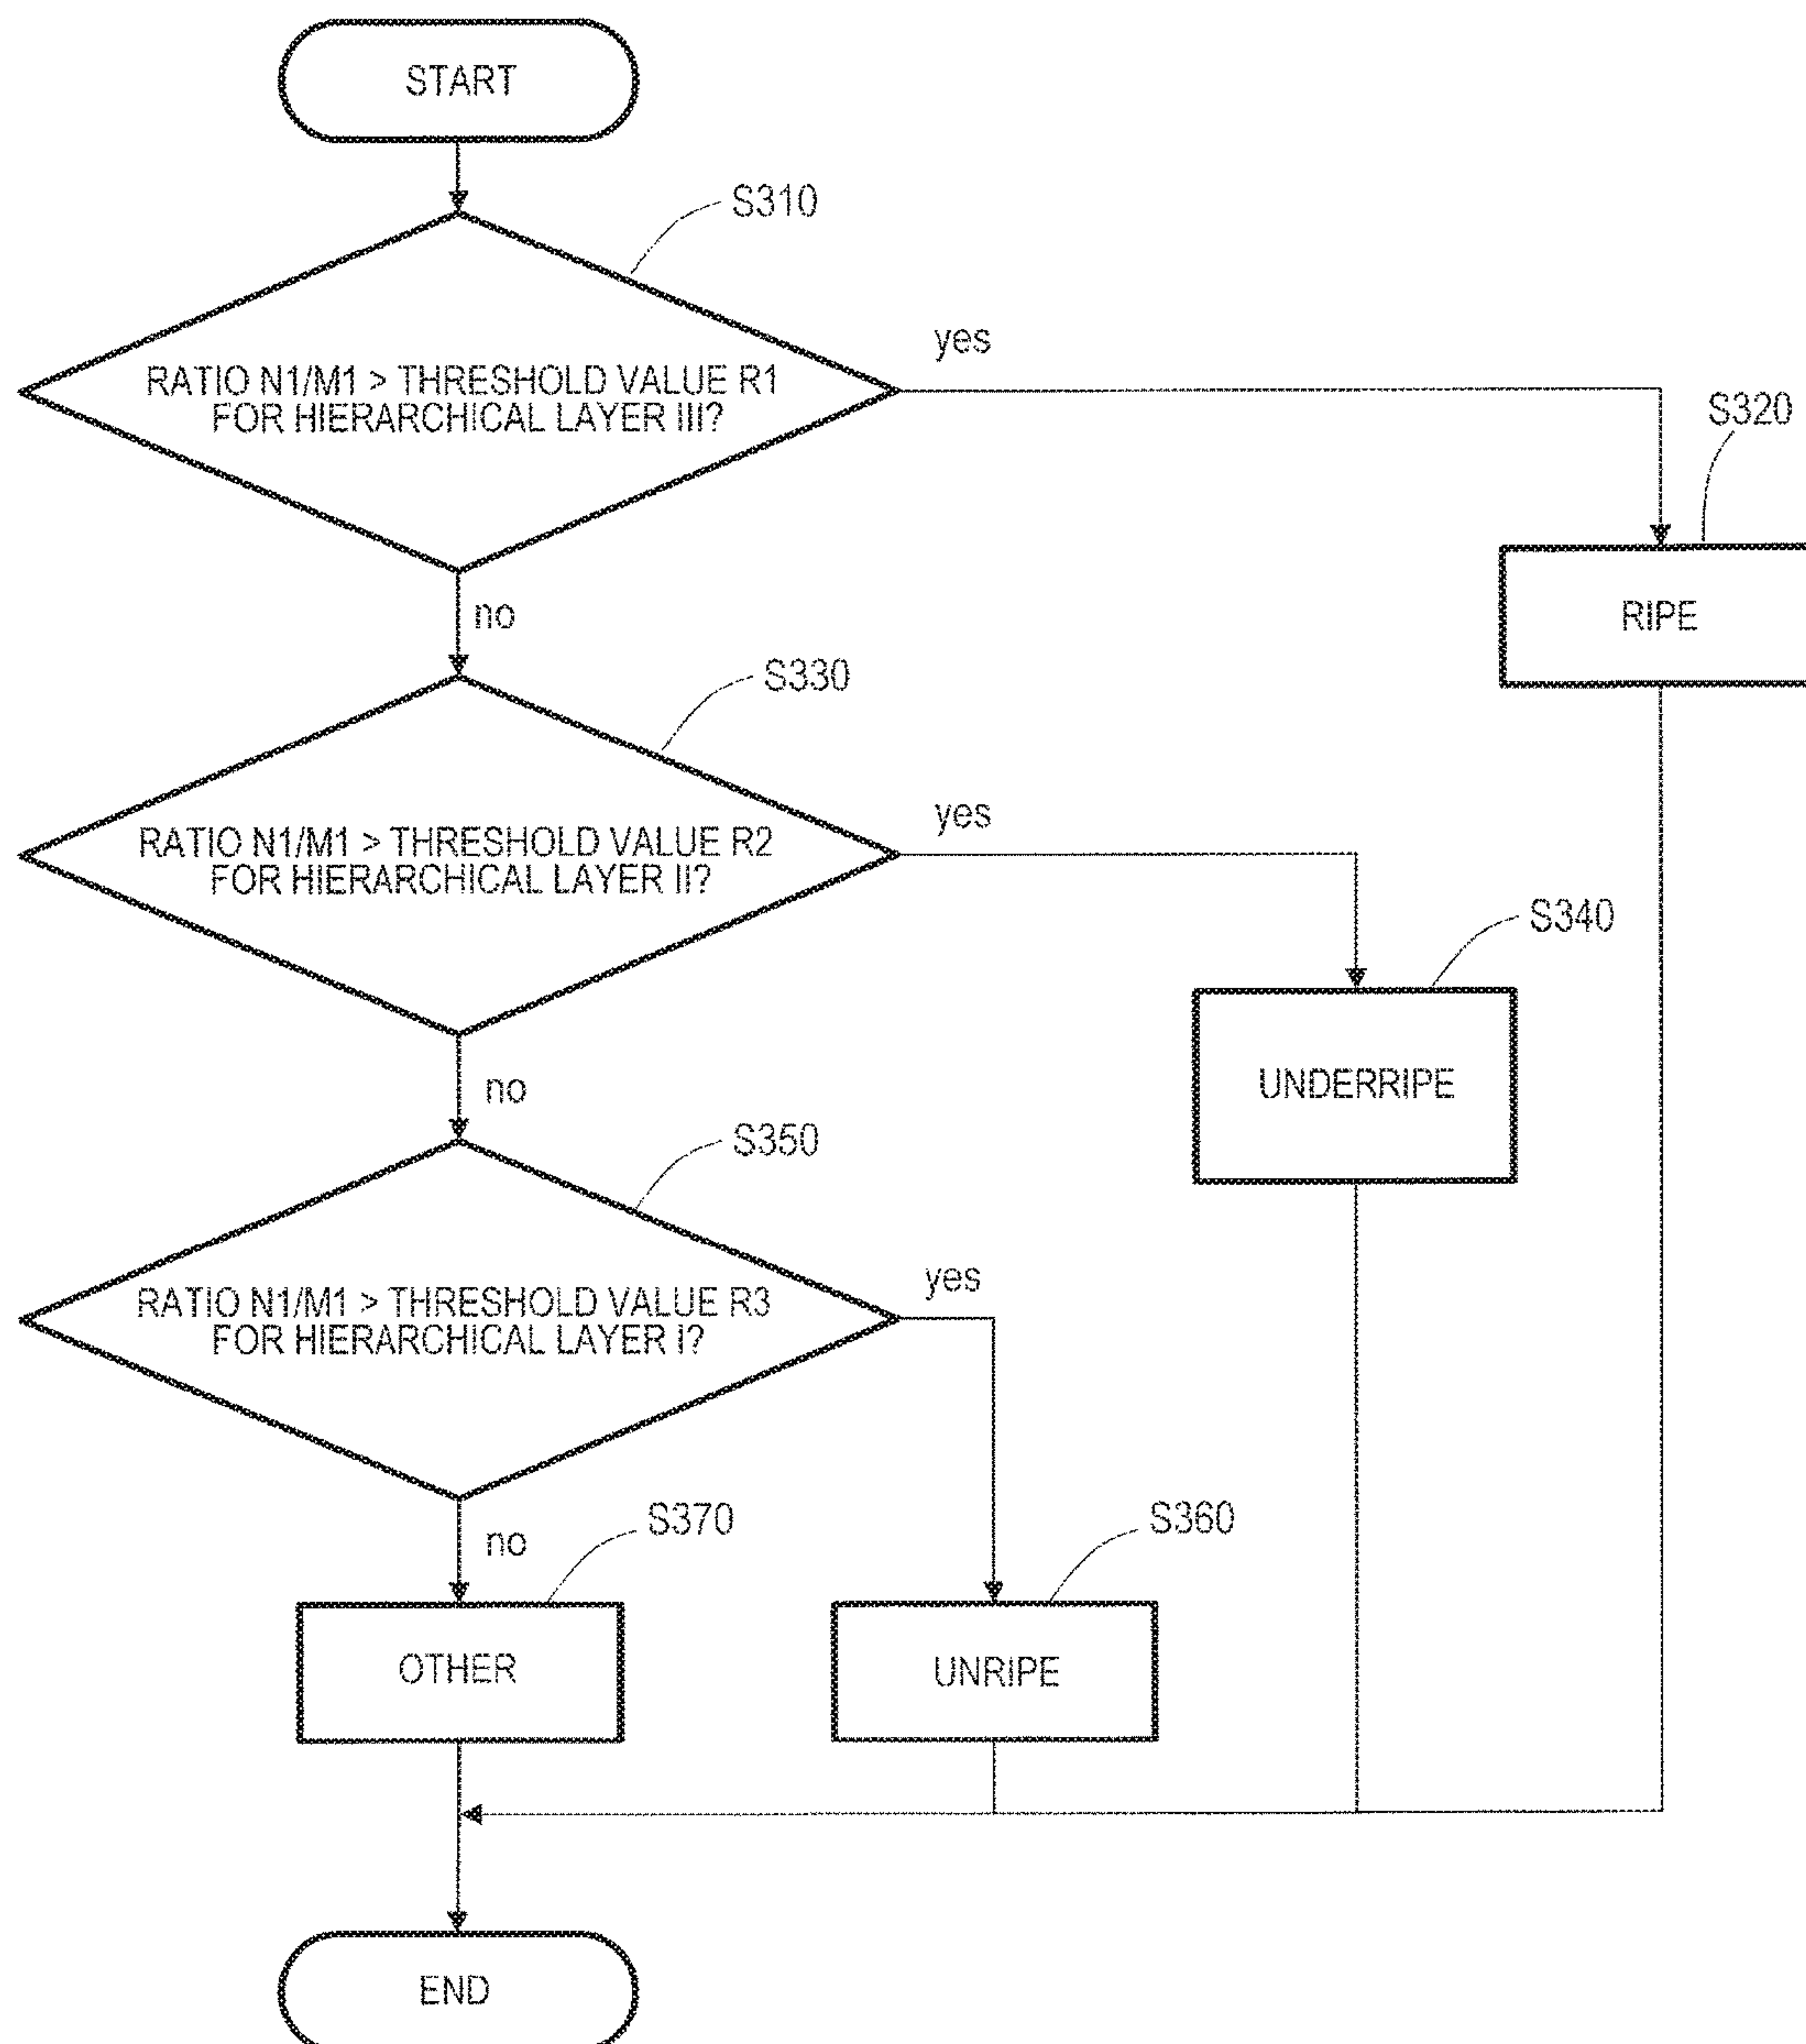 START
S310
RATIO N1/M1 > THRESHOLD VALUE R1
FOR HIERARCHICAL LAYER III?
yes
S320
RIPE
no
S330
RATIO N1/M1 > THRESHOLD VALUE R2
FOR HIERARCHICAL LAYER II?
yes
S340
UNDERRIPE
no
S350
RATIO N1/M1 > THRESHOLD VALUE R3
FOR HIERARCHICAL LAYER I?
yes
no
S370
S360
OTHER
UNRIPE
END